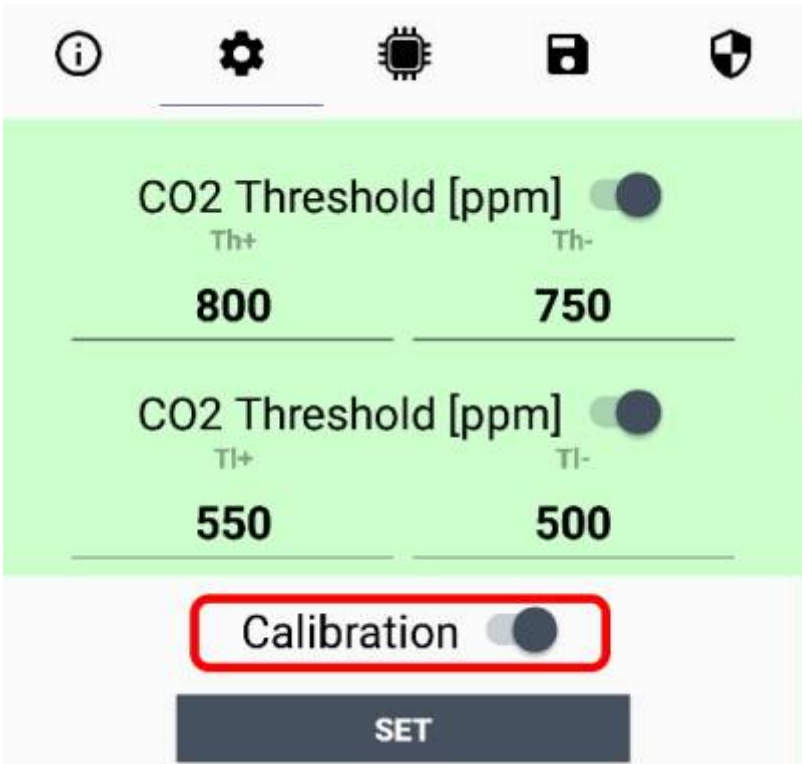 CO2 Threshold [ppm]
Th+ Th-
800 750
CO2 Threshold [ppm]
Tl+ Tl-
550 500
Calibration
SET